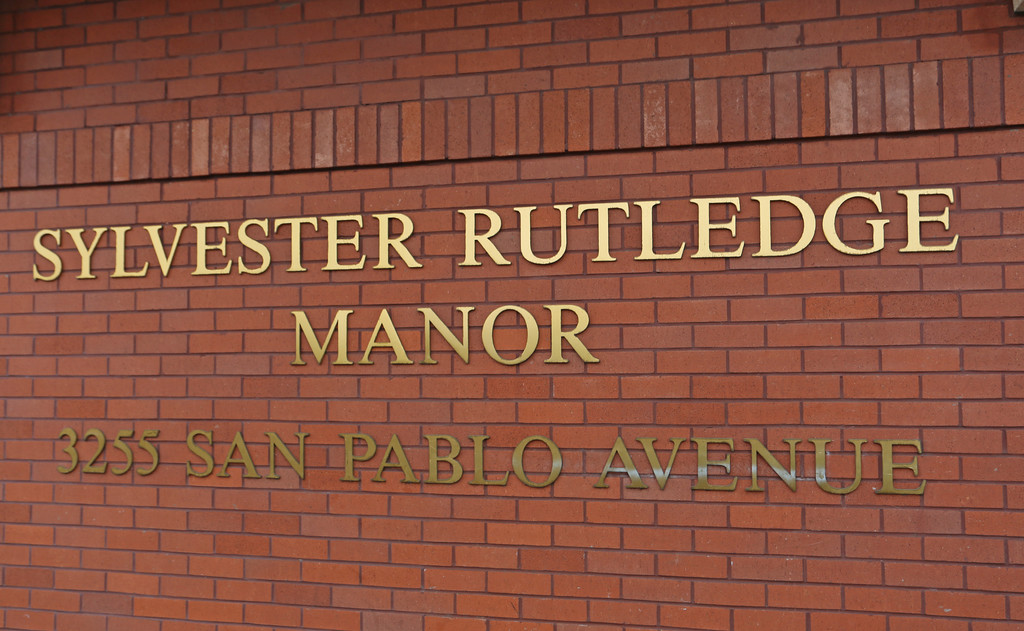 SYLVESTER RUTLEDGE
MANOR
3255 SAN PABLO AVENUE